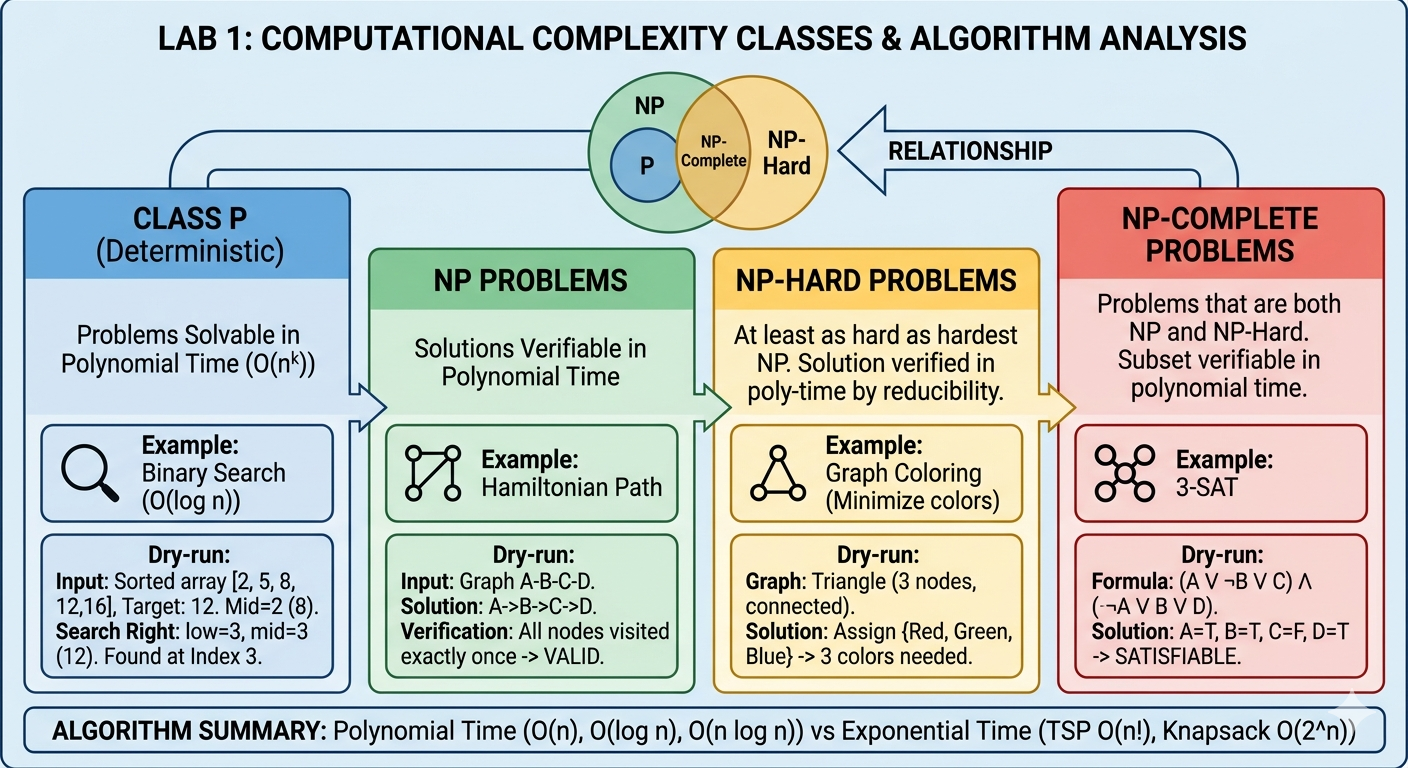 LAB 1: COMPUTATIONAL COMPLEXITY CLASSES & ALGORITHM ANALYSIS
NP
P
NP-
Complete
NP-
Hard
RELATIONSHIP
CLASS P
(Deterministic)
Problems Solvable in
Polynomial Time (O(nᵏ))
Example:
Binary Search
(O(log n))
Dry-run:
Input: Sorted array [2, 5, 8,
12,16], Target: 12. Mid=2 (8).
Search Right: low=3, mid=3
(12). Found at Index 3.
NP PROBLEMS
Solutions Verifiable in
Polynomial Time
Example:
Hamiltonian Path
Dry-run:
Input: Graph A-B-C-D.
Solution: A->B->C->D.
Verification: All nodes visited
exactly once -> VALID.
NP-HARD PROBLEMS
At least as hard as hardest
NP. Solution verified in
poly-time by reducibility.
Example:
Graph Coloring
(Minimize colors)
Dry-run:
Graph: Triangle (3 nodes,
connected).
Solution: Assign {Red, Green,
Blue} -> 3 colors needed.
NP-COMPLETE
PROBLEMS
Problems that are both
NP and NP-Hard.
Subset verifiable in
polynomial time.
Example:
3-SAT
Dry-run:
Formula: (A V ¬B V C) Λ
(-¬A V B V D).
Solution: A=T, B=T, C=F, D=T
-> SATISFIABLE.
ALGORITHM SUMMARY: Polynomial Time (O(n), O(log n), O(n log n)) vs Exponential Time (TSP O(n!), Knapsack O(2^n))